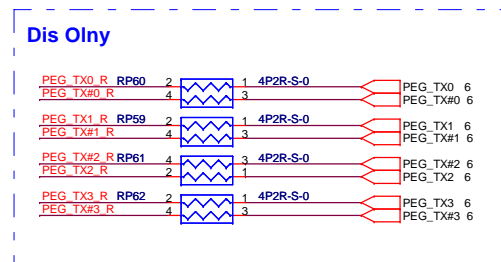 Dis Olny
PEG_TX0_R RP60 2 1 4P2R-S-0 PEG_TX0 6
PEG_TX#0_R 4 3 PEG_TX#0 6
PEG_TX1_R RP59 2 1 4P2R-S-0 PEG_TX1 6
PEG_TX#1_R 4 3 PEG_TX#1 6
PEG_TX#2_R RP61 4 3 4P2R-S-0 PEG_TX#2 6
PEG_TX2_R 2 1 PEG_TX2 6
PEG_TX3_R RP62 2 1 4P2R-S-0 PEG_TX3 6
PEG_TX#3_R 4 3 PEG_TX#3 6